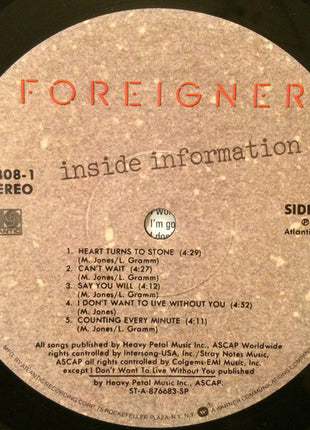 FOREIGNER
inside information
808-1
EREO
SIDE
℗
Atlanti
I'm go
1. HEART TURNS TO STONE (4:29)
(M. Jones/L. Gramm)
2. CAN'T WAIT (4:27)
(M. Jones/L. Gramm)
3. SAY YOU WILL (4:12)
(M. Jones/L. Gramm)
4. I DON'T WANT TO LIVE WITHOUT YOU (4:52)
(M. Jones)
5. COUNTING EVERY MINUTE (4:11)
(M. Jones/L. Gramm)
All songs published by Heavy Petal Music Inc., ASCAP Worldwide
rights controlled by Intersong-USA, Inc./Stray Notes Music,
ASCAP all rights controlled by Colgems-EMI Music Inc.
except I Don't Want To Live Without You published
by Heavy Petal Music Inc., ASCAP.
ST-A-876683-SP